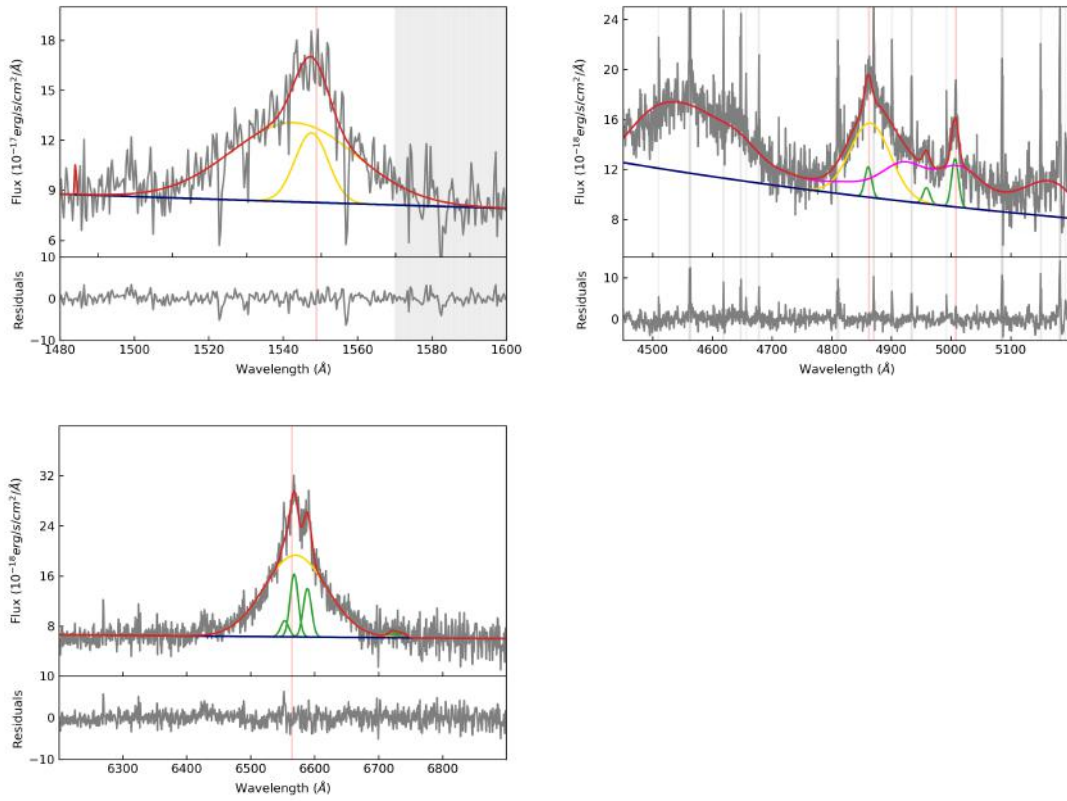 18
15
12
9
6
Flux (10⁻¹⁷erg/s/cm²/Å)
10
0
−10
Residuals
1480 1500 1520 1540 1560 1580 1600
Wavelength (Å)
24
20
16
12
8
Flux (10⁻¹⁸erg/s/cm²/Å)
10
0
Residuals
4500 4600 4700 4800 4900 5000 5100
Wavelength (Å)
32
24
16
8
Flux (10⁻¹⁸erg/s/cm²/Å)
10
0
−10
Residuals
6300 6400 6500 6600 6700 6800
Wavelength (Å)